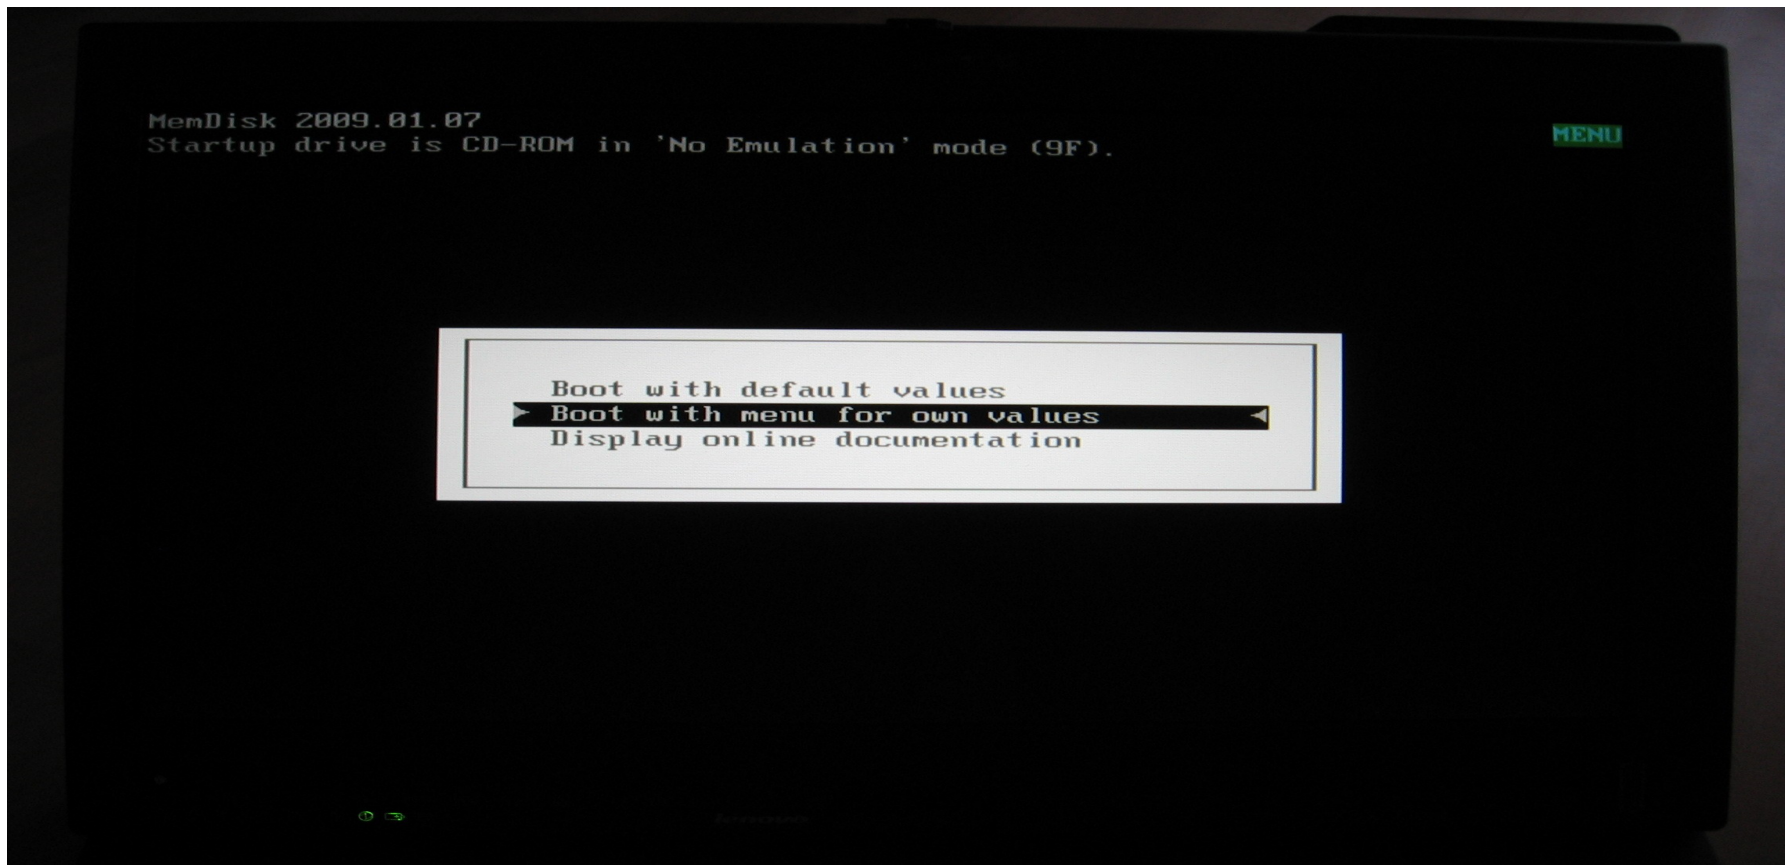 MemDisk 2009.01.07
Startup drive is CD-ROM in 'No Emulation' mode (9F).
MENU
Boot with default values
Boot with menu for own values
Display online documentation
lenovo